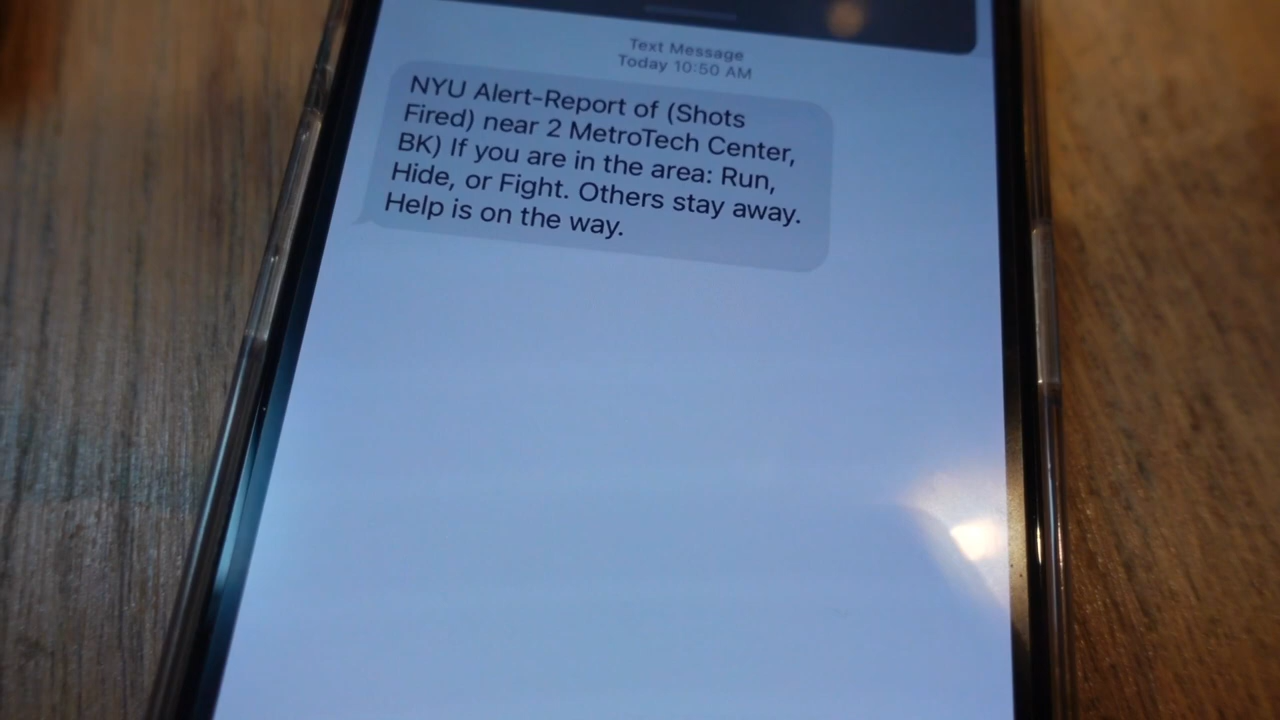 Text Message
Today 10:50 AM
NYU Alert-Report of (Shots
Fired) near 2 MetroTech Center,
BK) If you are in the area: Run,
Hide, or Fight. Others stay away.
Help is on the way.